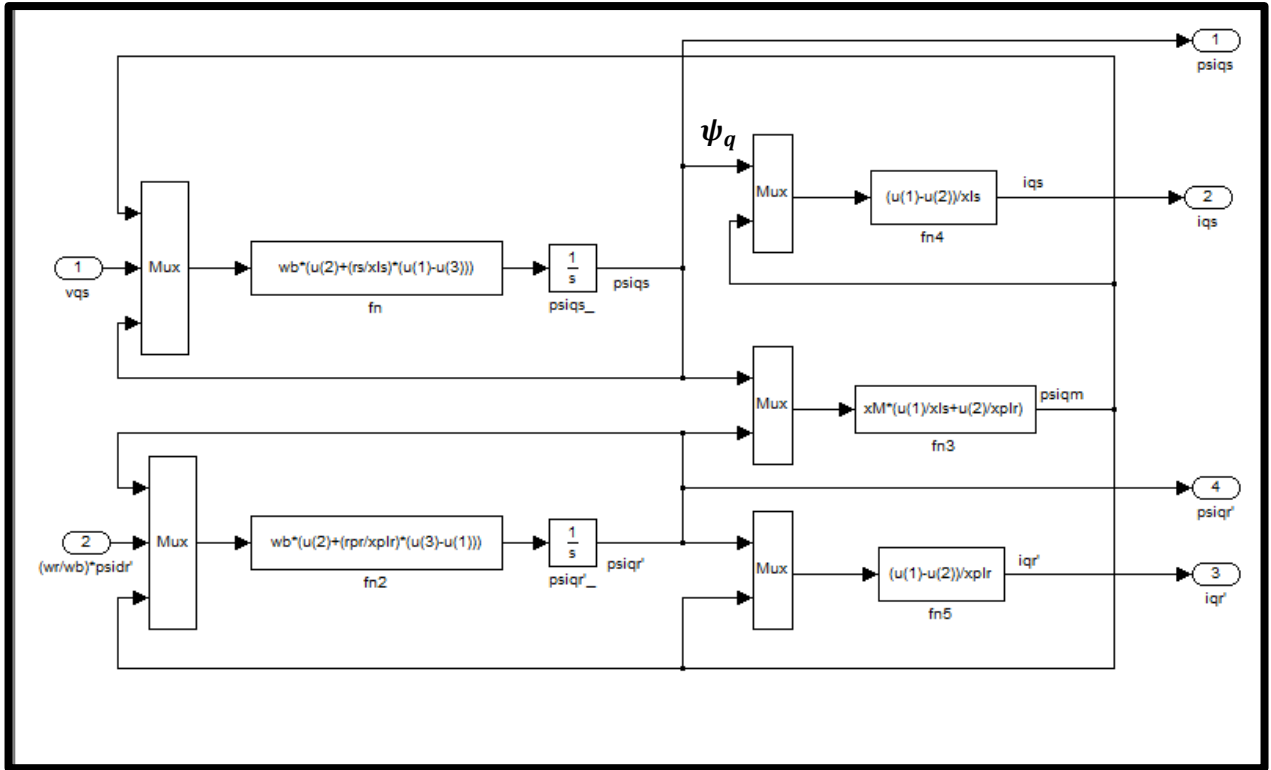 1
psiqs
ψq
Mux
(u(1)-u(2))/xls
fn4
iqs
2
iqs
1
vqs
Mux
wb*(u(2)+(rs/xls)*(u(1)-u(3)))
fn
1
s
psiqs_
psiqs
Mux
xM*(u(1)/xls+u(2)/xplr)
fn3
psiqm
4
psiqr'
2
(wr/wb)*psidr'
Mux
wb*(u(2)+(rpr/xplr)*(u(3)-u(1)))
fn2
1
s
psiqr'_
psiqr'
Mux
(u(1)-u(2))/xplr
fn5
iqr'
3
iqr'